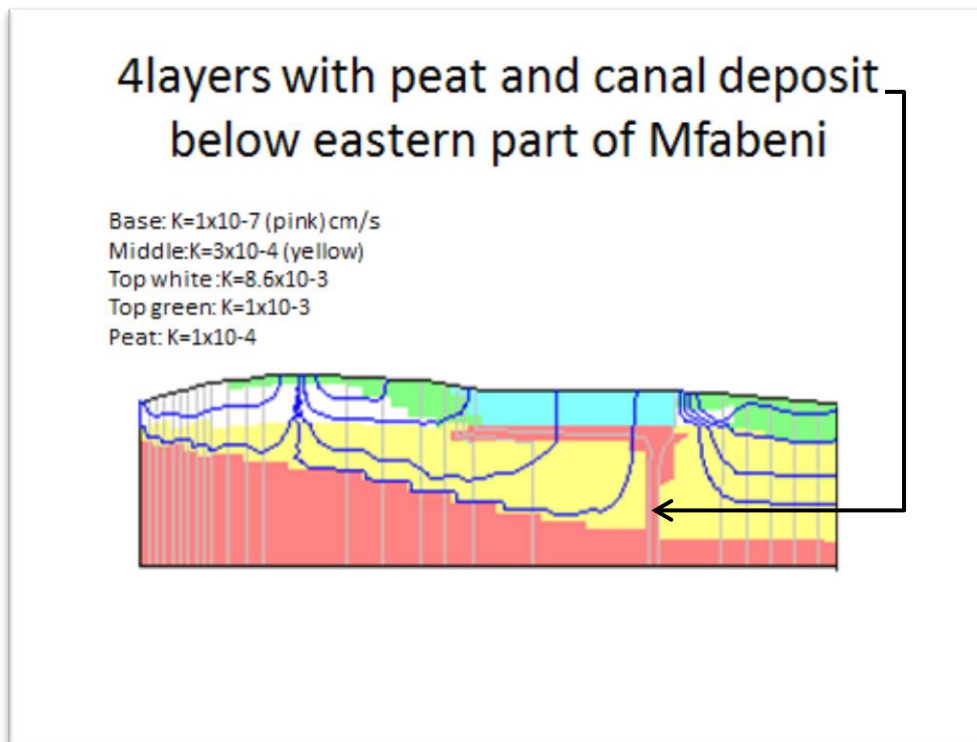 4layers with peat and canal deposit
below eastern part of Mfabeni
Base: K=1x10-7 (pink) cm/s
Middle:K=3x10-4 (yellow)
Top white :K=8.6x10-3
Top green: K=1x10-3
Peat: K=1x10-4